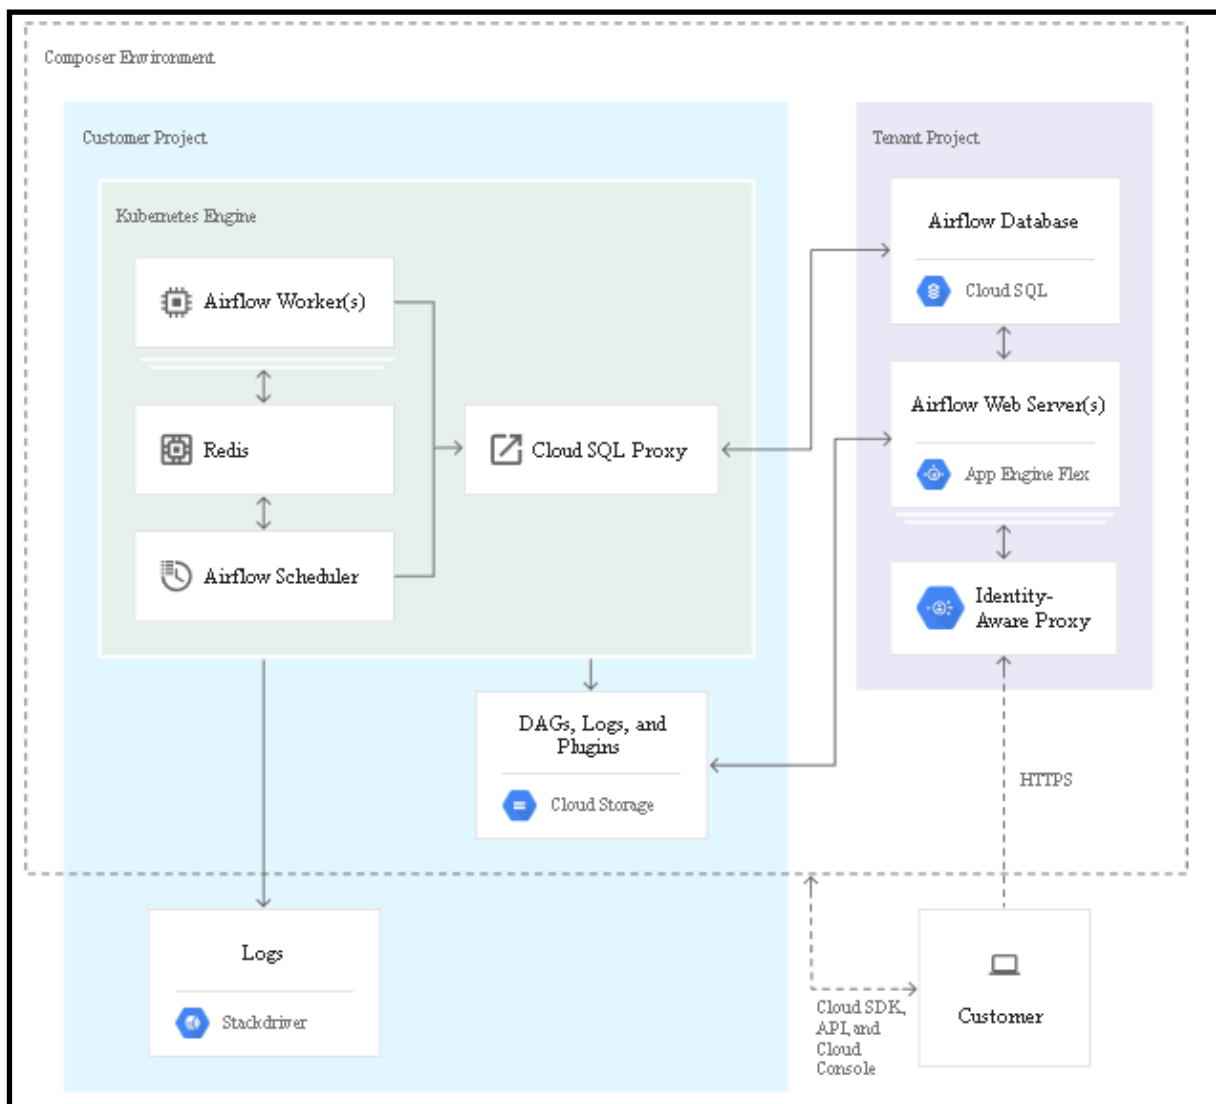 Composer Environment
Customer Project
Tenant Project
Kubernetes Engine
Airflow Database
Cloud SQL
Airflow Worker(s)
Airflow Web Server(s)
App Engine Flex
Redis
Cloud SQL Proxy
Airflow Scheduler
Identity-
Aware Proxy
DAGs, Logs, and
Plugins
Cloud Storage
HTTPS
Logs
Stackdriver
Cloud SDK,
API, and
Cloud
Console
Customer